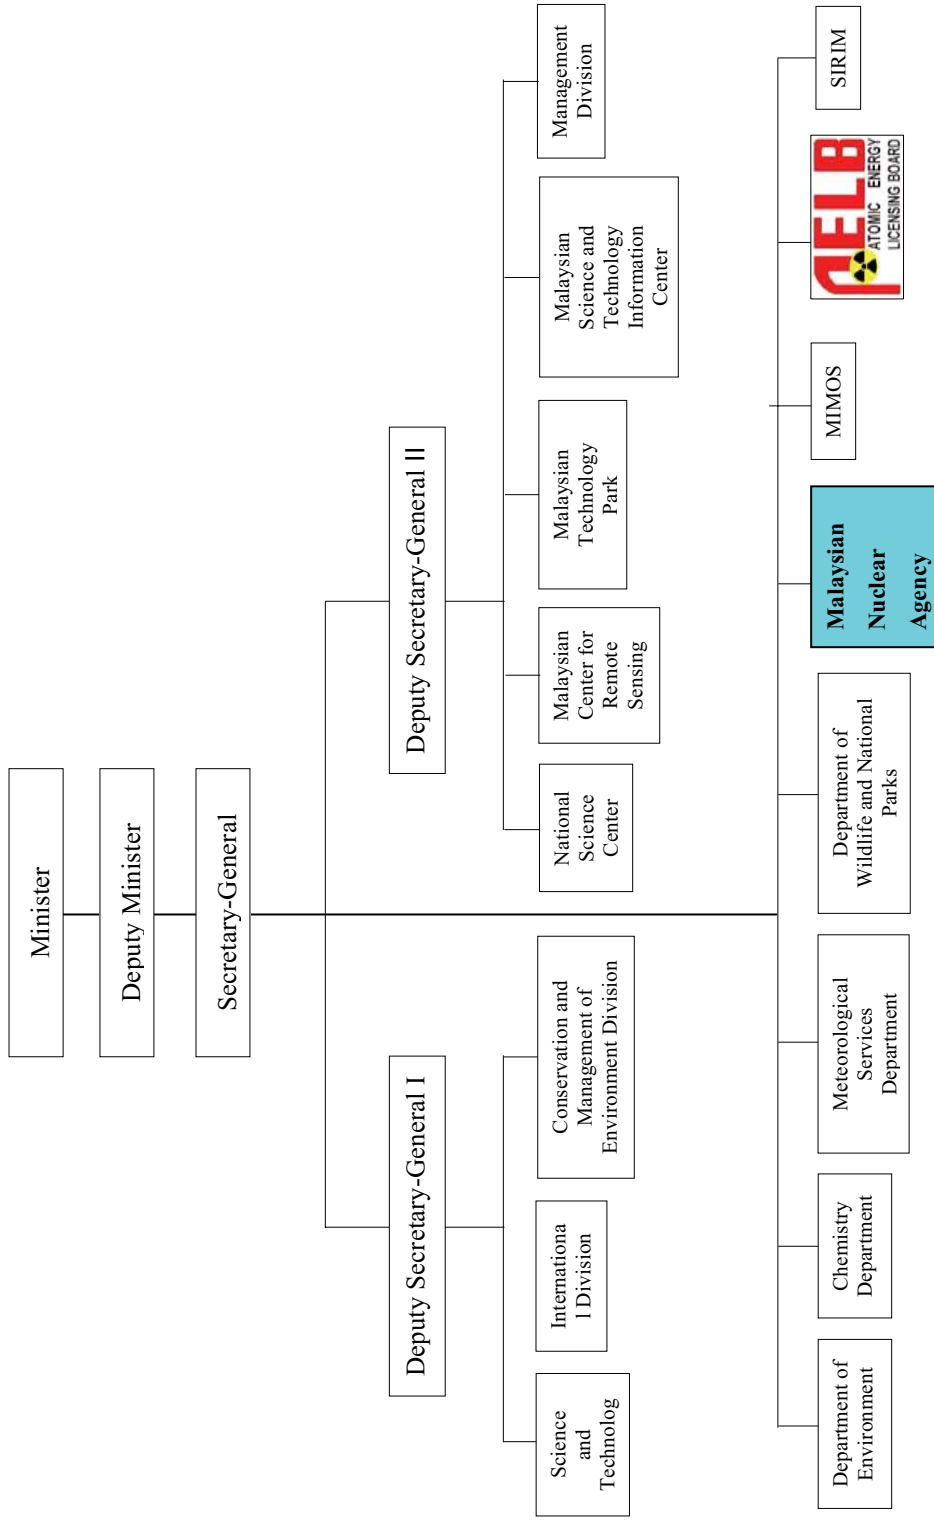 Minister
Deputy Minister
Secretary-General
Deputy Secretary-General I
Deputy Secretary-General II
Science
and
Technolog
Internationa
l Division
Conservation and
Management of
Environment Division
National
Science
Center
Malaysian
Center for
Remote
Sensing
Malaysian
Technology
Park
Malaysian
Science and
Technology
Information
Center
Management
Division
Department of
Environment
Chemistry
Department
Meteorological
Services
Department
Department of
Wildlife and National
Parks
Malaysian
Nuclear
Agency
MIMOS
AELB
ATOMIC ENERGY
LICENSING BOARD
SIRIM